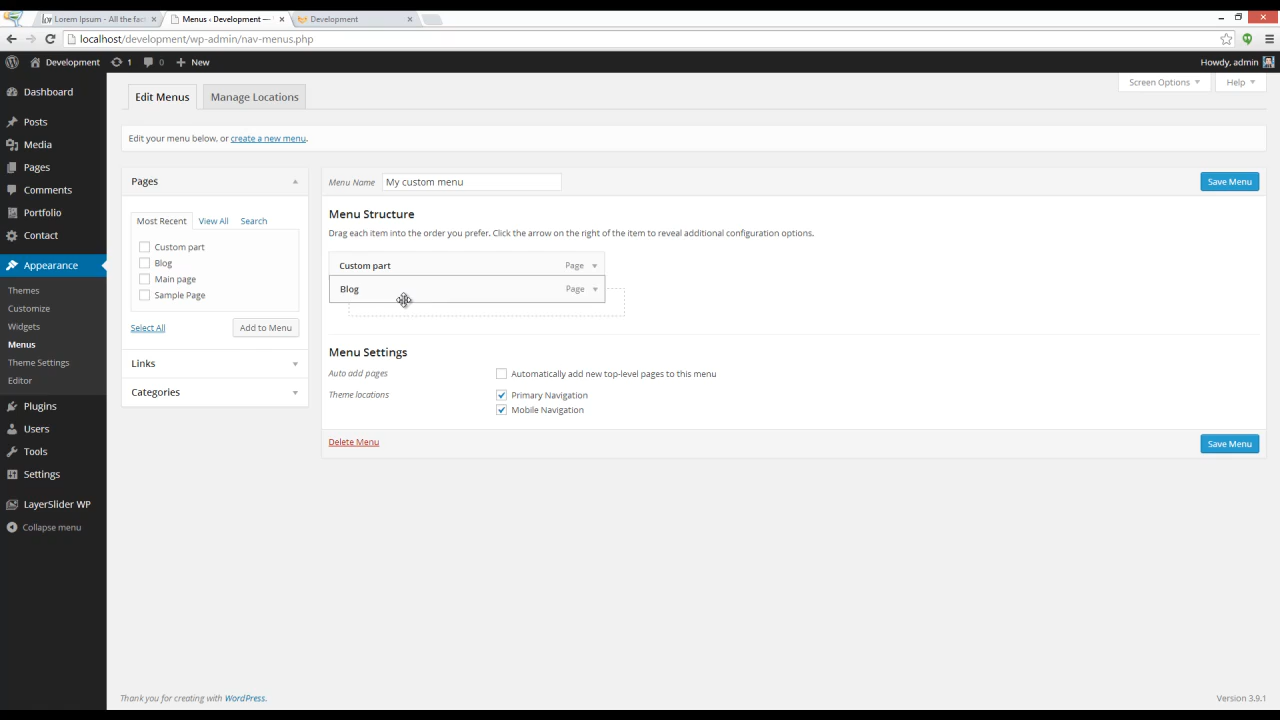 Lorem Ipsum - All the fac
Menus ‹ Development —
Development
localhost/development/wp-admin/nav-menus.php
Development
1
0
New
Howdy, admin
Dashboard
Posts
Media
Pages
Comments
Portfolio
Contact
Appearance
Themes
Customize
Widgets
Menus
Theme Settings
Editor
Plugins
Users
Tools
Settings
LayerSlider WP
Collapse menu
Edit Menus
Manage Locations
Screen Options
Help
Edit your menu below, or create a new menu.
Pages
Most Recent
View All
Search
Custom part
Blog
Main page
Sample Page
Select All
Add to Menu
Links
Categories
Menu Name
My custom menu
Save Menu
Menu Structure
Drag each item into the order you prefer. Click the arrow on the right of the item to reveal additional configuration options.
Custom part
Page
Blog
Page
Menu Settings
Auto add pages
Automatically add new top-level pages to this menu
Theme locations
Primary Navigation
Mobile Navigation
Delete Menu
Save Menu
Thank you for creating with WordPress.
Version 3.9.1